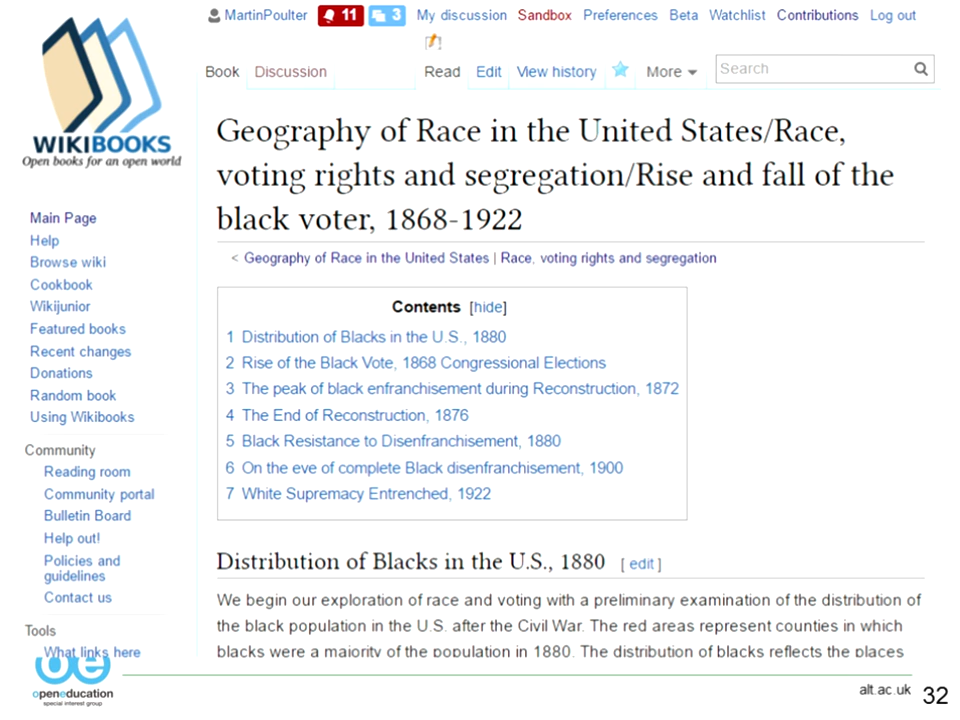 MartinPoulter 11 3 My discussion Sandbox Preferences Beta Watchlist Contributions Log out
Book Discussion Read Edit View history More Search
WIKIBOOKS
Open books for an open world
Geography of Race in the United States/Race,
voting rights and segregation/Rise and fall of the
black voter, 1868-1922
< Geography of Race in the United States | Race, voting rights and segregation
Main Page
Help
Browse wiki
Cookbook
Wikijunior
Featured books
Recent changes
Donations
Random book
Using Wikibooks
Community
Reading room
Community portal
Bulletin Board
Help out!
Policies and
guidelines
Contact us
Tools
What links here
Contents [hide]
1 Distribution of Blacks in the U.S., 1880
2 Rise of the Black Vote, 1868 Congressional Elections
3 The peak of black enfranchisement during Reconstruction, 1872
4 The End of Reconstruction, 1876
5 Black Resistance to Disenfranchisement, 1880
6 On the eve of complete Black disenfranchisement, 1900
7 White Supremacy Entrenched, 1922
Distribution of Blacks in the U.S., 1880 [ edit ]
We begin our exploration of race and voting with a preliminary examination of the distribution of
the black population in the U.S. after the Civil War. The red areas represent counties in which
blacks were a majority of the population in 1880. The distribution of blacks reflects the places
oe
openeducation
special interest group
alt.ac.uk 32